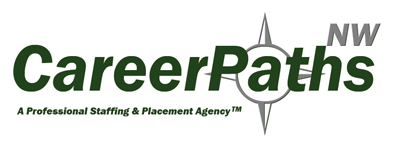 NW
CareerPaths
A Professional Staffing & Placement Agency™